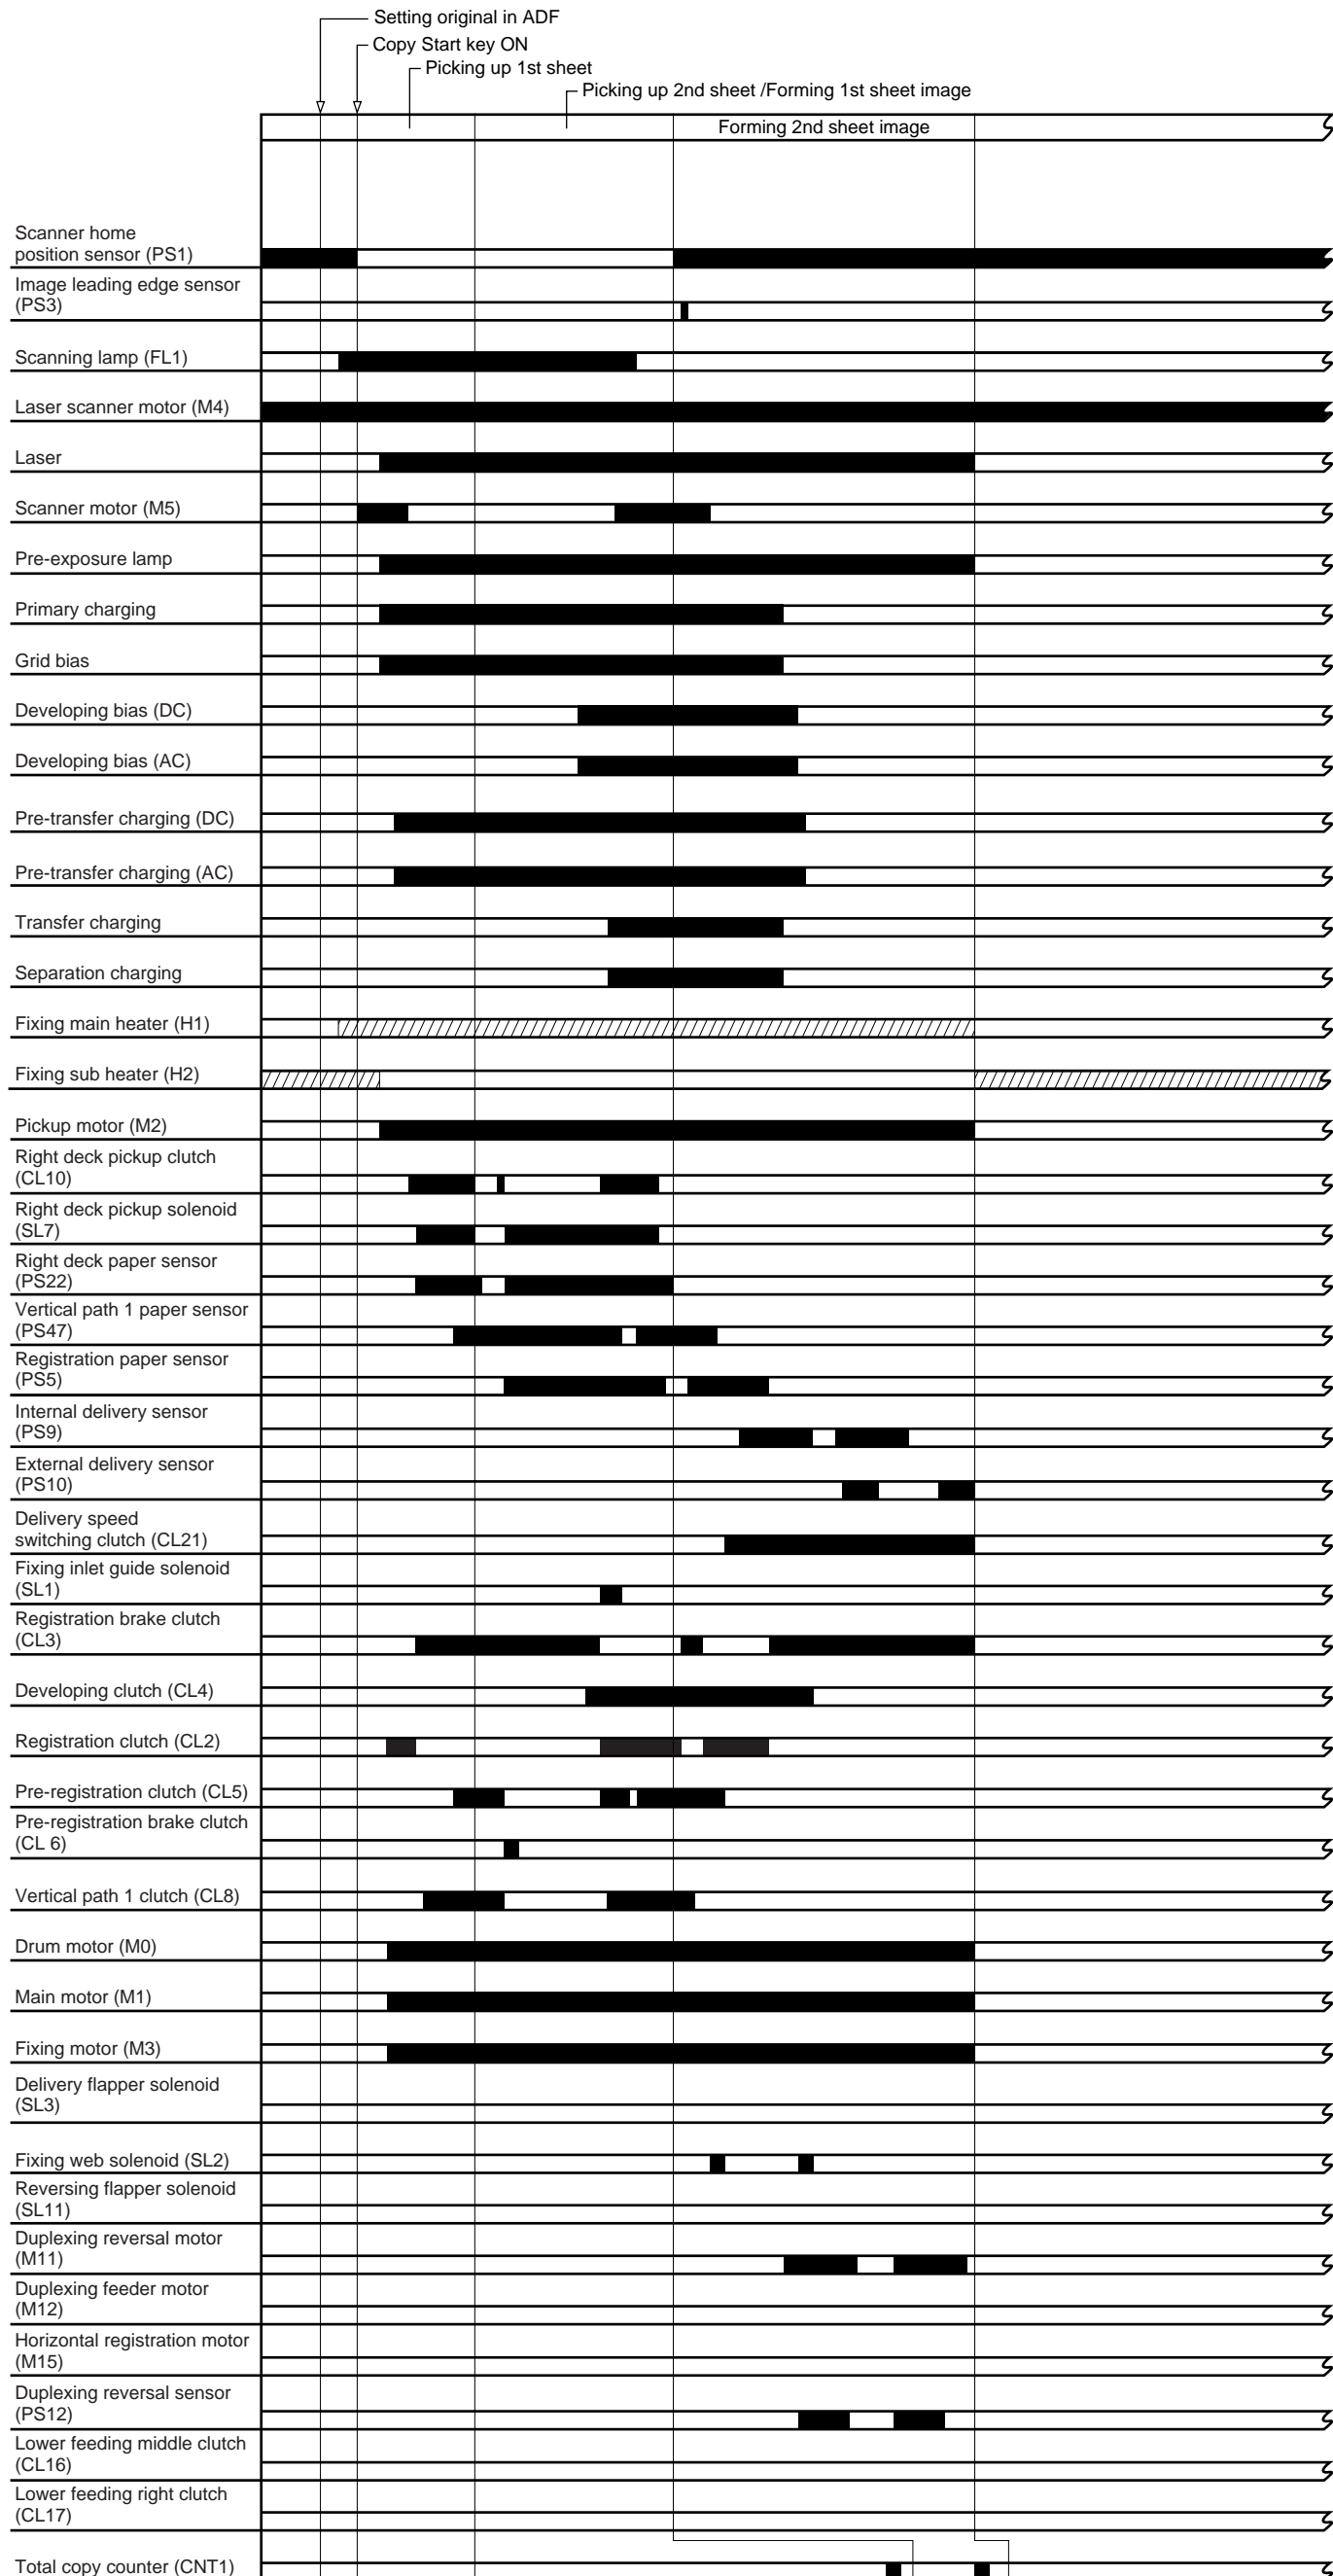 Setting original in ADF
Copy Start key ON
Picking up 1st sheet
Picking up 2nd sheet /Forming 1st sheet image
Forming 2nd sheet image
Scanner home
position sensor (PS1)
Image leading edge sensor
(PS3)
Scanning lamp (FL1)
Laser scanner motor (M4)
Laser
Scanner motor (M5)
Pre-exposure lamp
Primary charging
Grid bias
Developing bias (DC)
Developing bias (AC)
Pre-transfer charging (DC)
Pre-transfer charging (AC)
Transfer charging
Separation charging
Fixing main heater (H1)
Fixing sub heater (H2)
Pickup motor (M2)
Right deck pickup clutch
(CL10)
Right deck pickup solenoid
(SL7)
Right deck paper sensor
(PS22)
Vertical path 1 paper sensor
(PS47)
Registration paper sensor
(PS5)
Internal delivery sensor
(PS9)
External delivery sensor
(PS10)
Delivery speed
switching clutch (CL21)
Fixing inlet guide solenoid
(SL1)
Registration brake clutch
(CL3)
Developing clutch (CL4)
Registration clutch (CL2)
Pre-registration clutch (CL5)
Pre-registration brake clutch
(CL 6)
Vertical path 1 clutch (CL8)
Drum motor (M0)
Main motor (M1)
Fixing motor (M3)
Delivery flapper solenoid
(SL3)
Fixing web solenoid (SL2)
Reversing flapper solenoid
(SL11)
Duplexing reversal motor
(M11)
Duplexing feeder motor
(M12)
Horizontal registration motor
(M15)
Duplexing reversal sensor
(PS12)
Lower feeding middle clutch
(CL16)
Lower feeding right clutch
(CL17)
Total copy counter (CNT1)